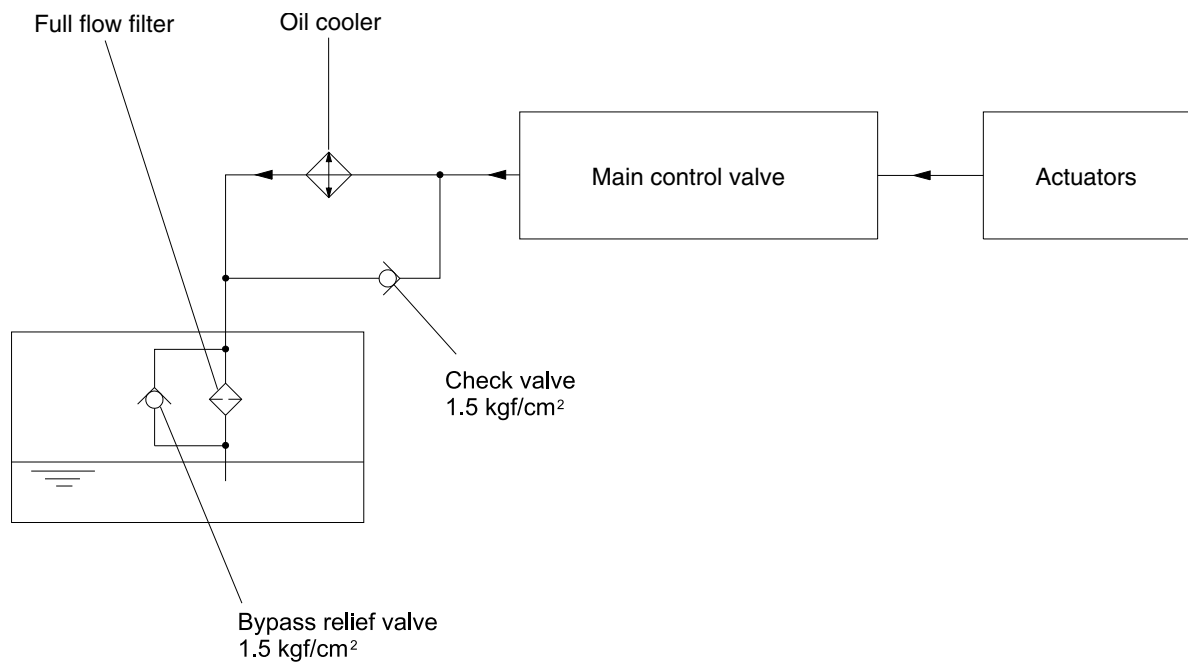 Full flow filter
Oil cooler
Main control valve
Actuators
Check valve
1.5 kgf/cm²
Bypass relief valve
1.5 kgf/cm²